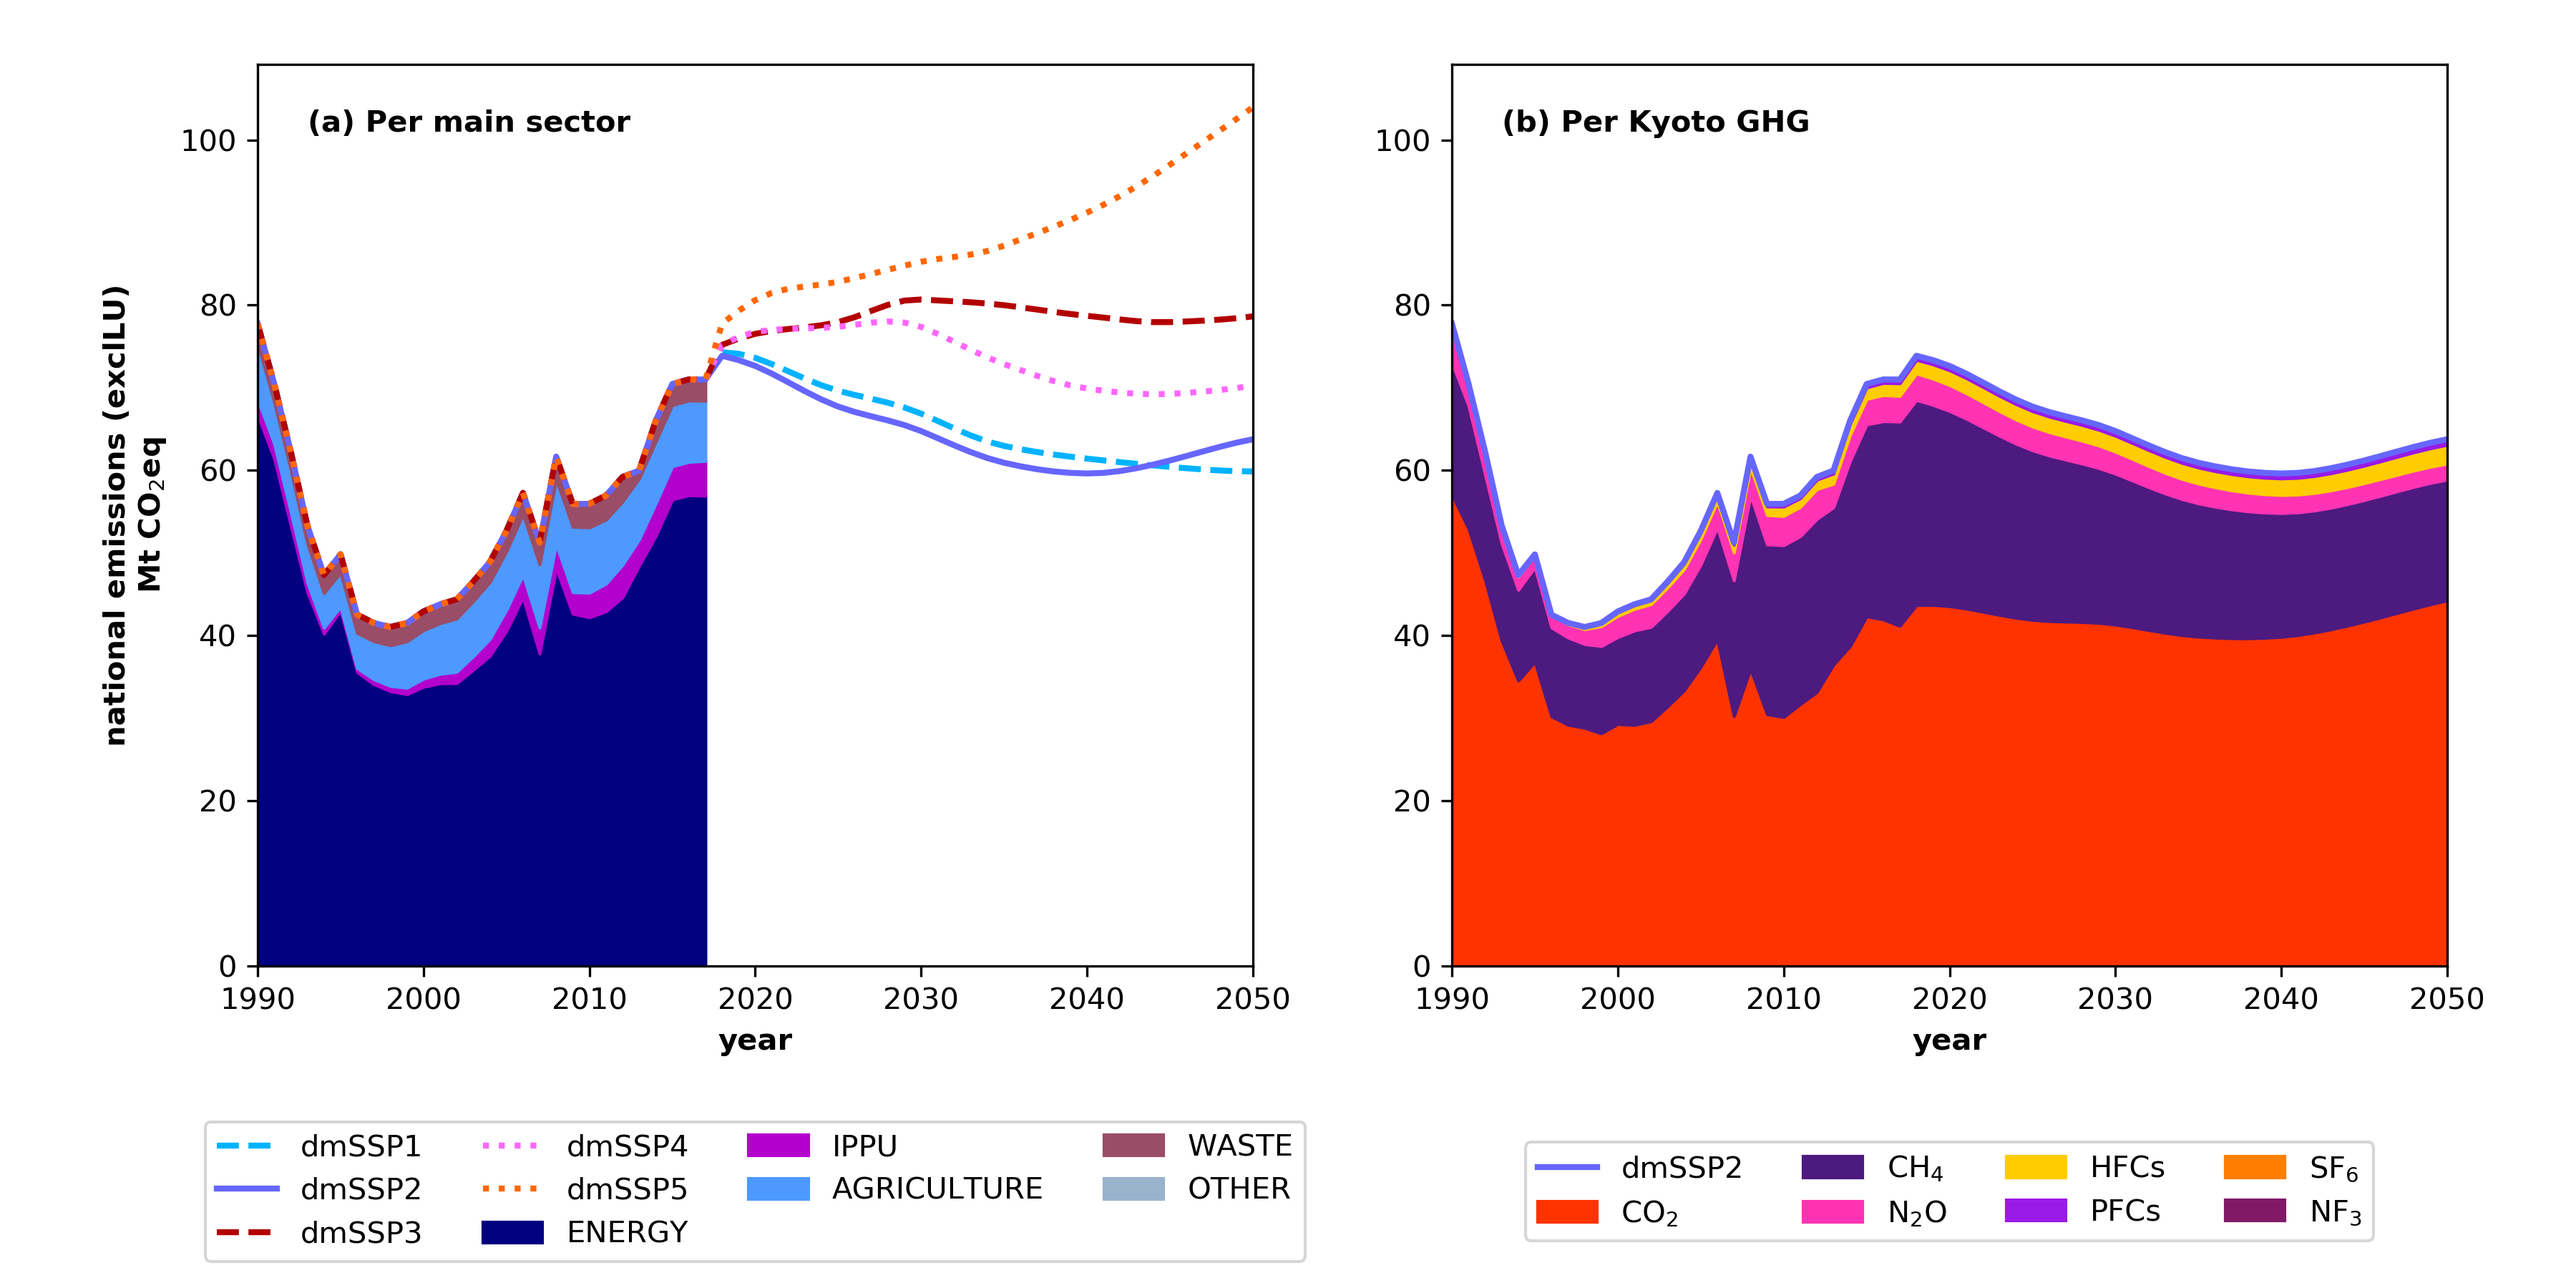 (a) Per main sector
national emissions (exclLU)
Mt CO₂eq
100
80
60
40
20
0
1990 2000 2010 2020 2030 2040 2050
year
dmSSP1 dmSSP4 IPPU WASTE
dmSSP2 dmSSP5 AGRICULTURE OTHER
dmSSP3 ENERGY
(b) Per Kyoto GHG
100
80
60
40
20
0
1990 2000 2010 2020 2030 2040 2050
year
dmSSP2 CH₄ HFCs SF₆
CO₂ N₂O PFCs NF₃